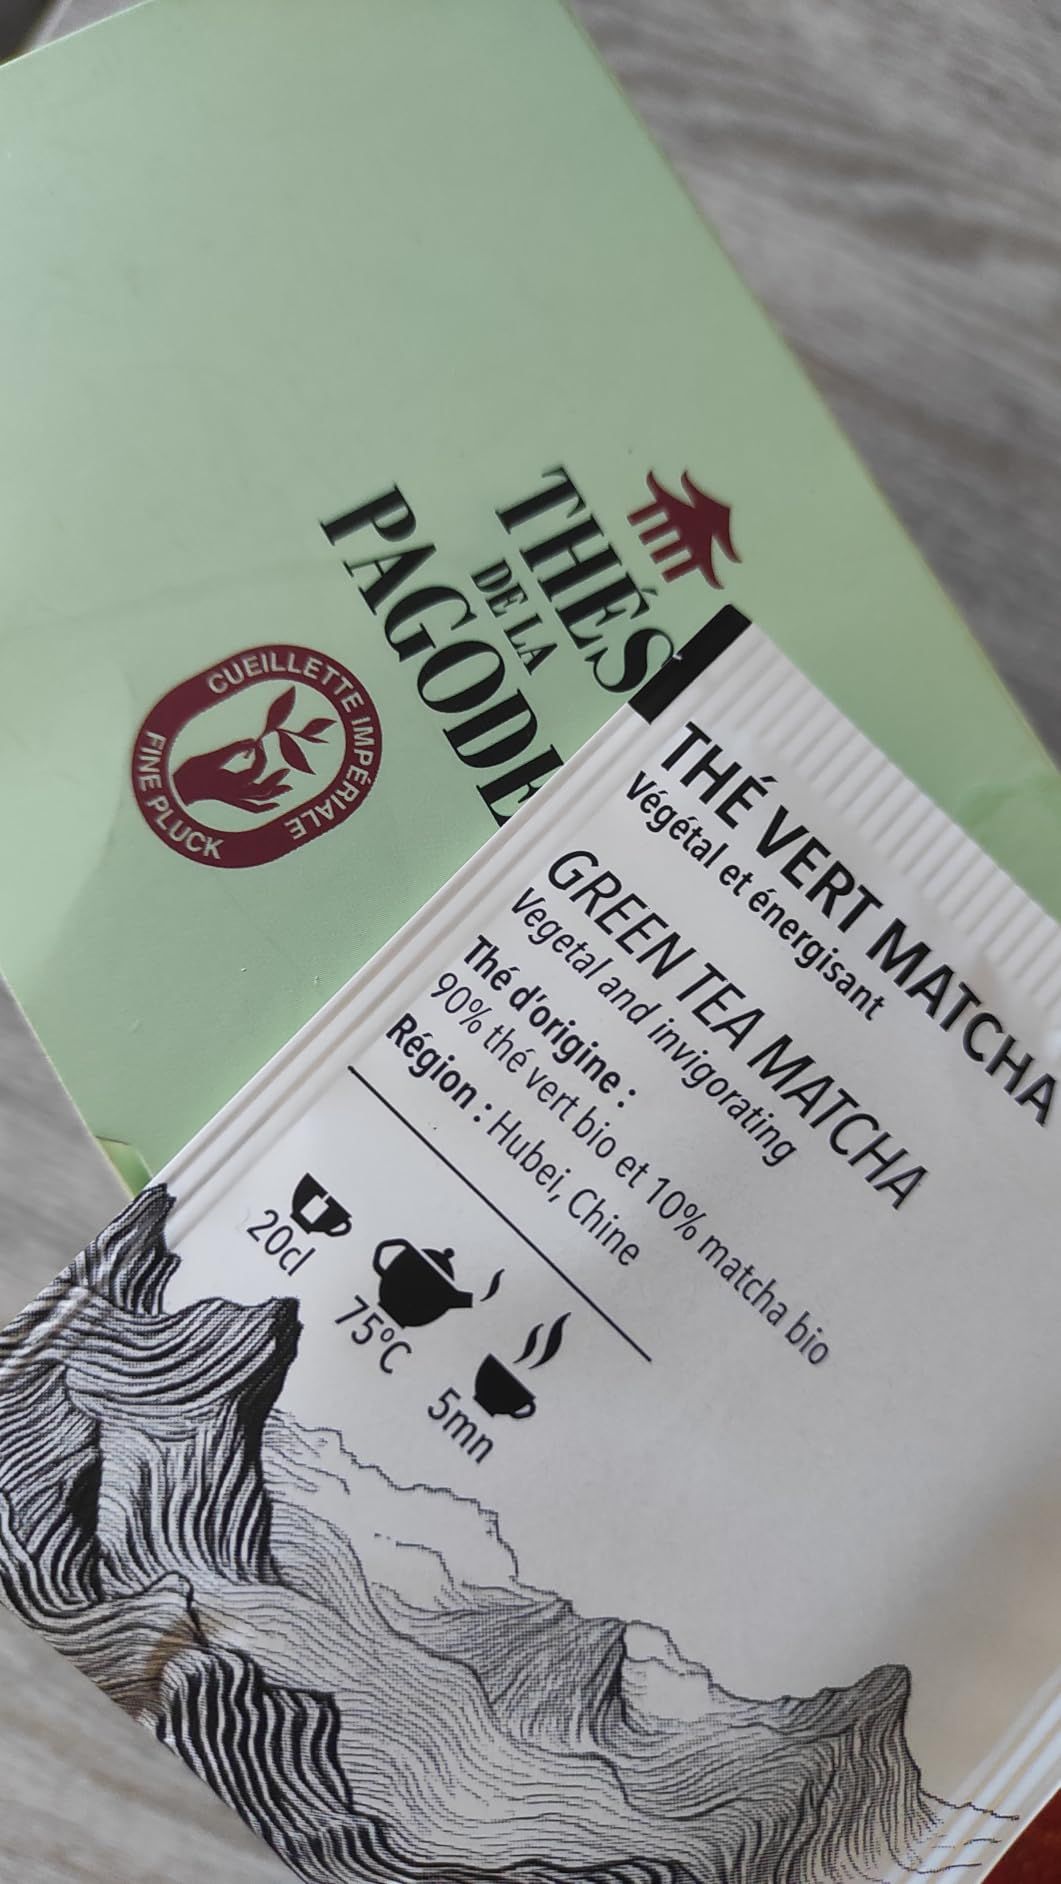 THÉS
DE LA
PAGODE
CUEILLETTE IMPÉRIALE
FINE PLUCK
THÉ VERT MATCHA
Végétal et énergisant
GREEN TEA MATCHA
Vegetal and invigorating
Thé d'origine :
90% thé vert bio et 10% matcha bio
Région : Hubei, Chine
20cl
75°C
5mn